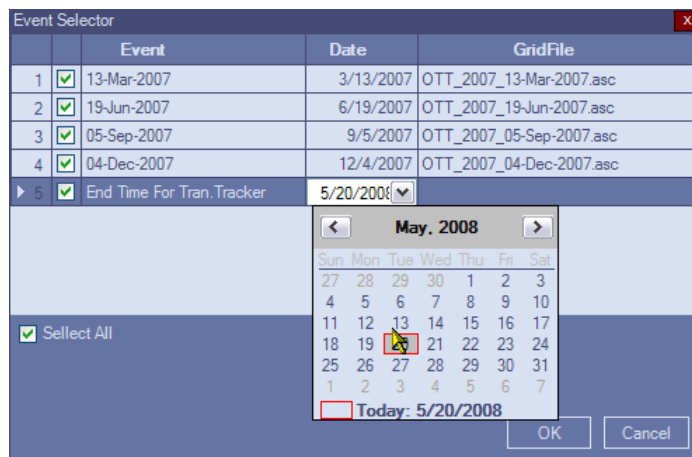 Event Selector x
Event Date GridFile
1 13-Mar-2007 3/13/2007 OTT_2007_13-Mar-2007.asc
2 19-Jun-2007 6/19/2007 OTT_2007_19-Jun-2007.asc
3 05-Sep-2007 9/5/2007 OTT_2007_05-Sep-2007.asc
4 04-Dec-2007 12/4/2007 OTT_2007_04-Dec-2007.asc
5 End Time For Tran.Tracker 5/20/2008
May, 2008
Sun Mon Tue Wed Thu Fri Sat
27 28 29 30 1 2 3
4 5 6 7 8 9 10
11 12 13 14 15 16 17
Sellect All
18 19 20 21 22 23 24
25 26 27 28 29 30 31
1 2 3 4 5 6 7
Today: 5/20/2008
OK Cancel